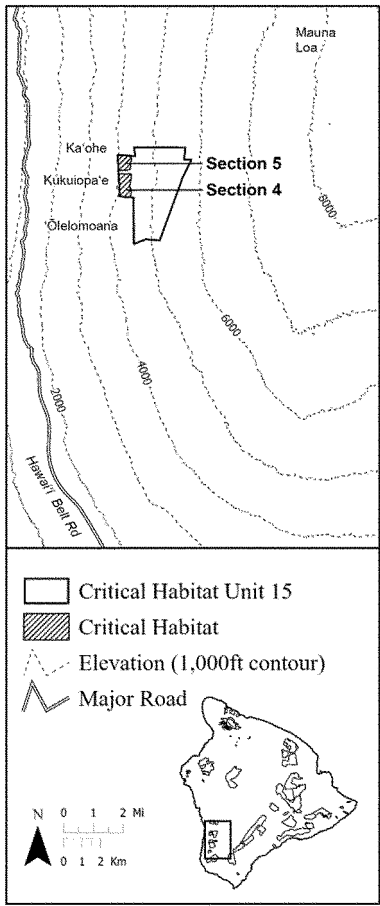 Mauna
Loa
Ka'ohe
Section 5
Kukuiopa'e
Section 4
'Ōlelomoana
8000
6000
4000
2000
Hawai'i Belt Rd
Critical Habitat Unit 15
Critical Habitat
Elevation (1,000ft contour)
Major Road
N
0 1 2 Mi
0 1 2 Km